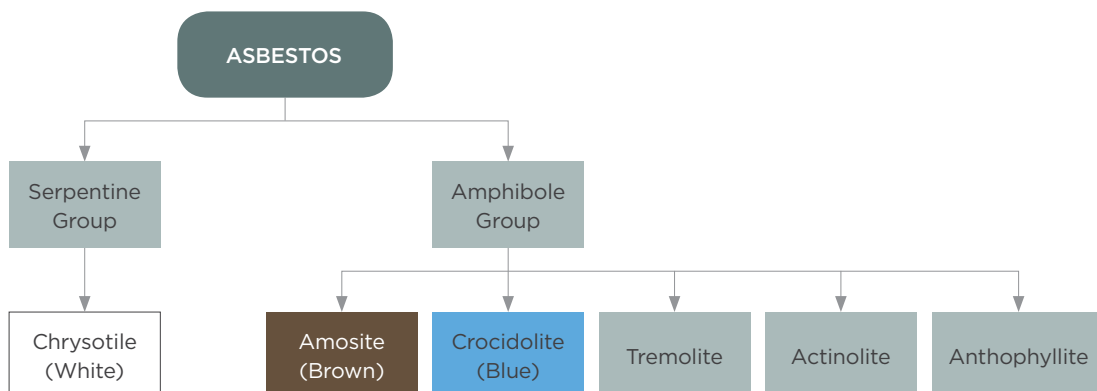 ASBESTOS
Serpentine
Group
Amphibole
Group
Chrysotile
(White)
Amosite
(Brown)
Crocidolite
(Blue)
Tremolite
Actinolite
Anthophyllite